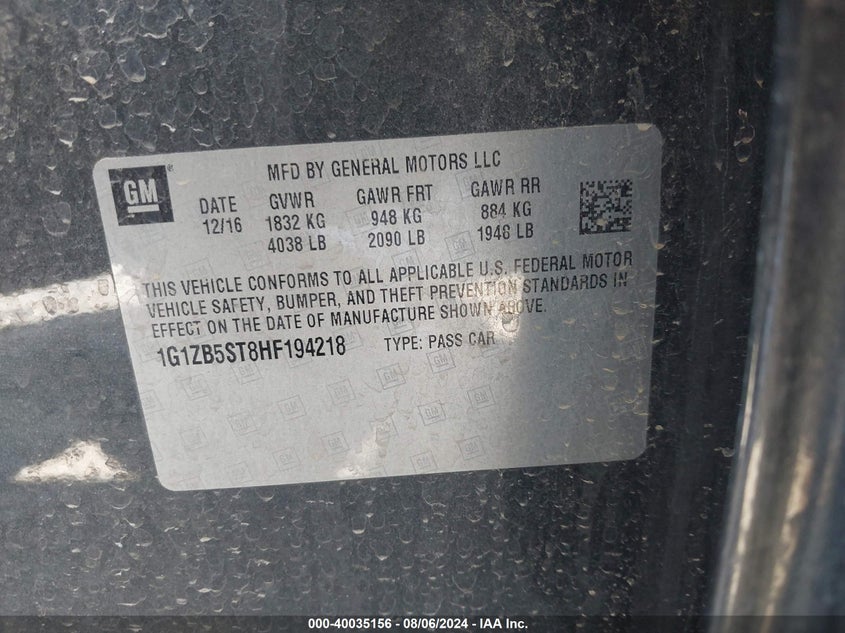 MFD BY GENERAL MOTORS LLC
GM®
DATE GVWR GAWR FRT GAWR RR
12/16 1832 KG 948 KG 884 KG
4038 LB 2090 LB 1948 LB
THIS VEHICLE CONFORMS TO ALL APPLICABLE U.S. FEDERAL MOTOR
VEHICLE SAFETY, BUMPER, AND THEFT PREVENTION STANDARDS IN
EFFECT ON THE DATE OF MANUFACTURE SHOWN ABOVE.
1G1ZB5ST8HF194218 TYPE: PASS CAR
000-40035156 - 08/06/2024 - IAA Inc.